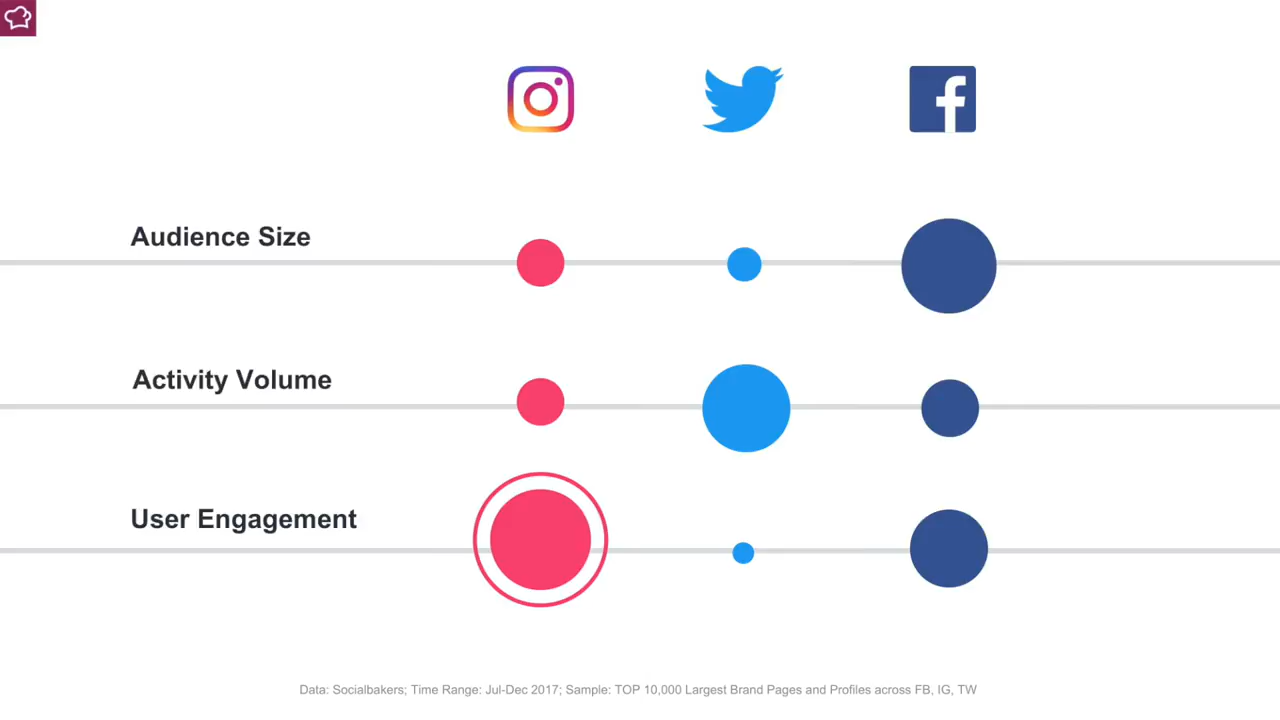 Audience Size
Activity Volume
User Engagement
Data: Socialbakers; Time Range: Jul-Dec 2017; Sample: TOP 10,000 Largest Brand Pages and Profiles across FB, IG, TW